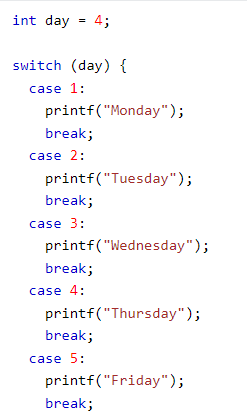 int day = 4;

switch (day) {
  case 1:
    printf("Monday");
    break;
  case 2:
    printf("Tuesday");
    break;
  case 3:
    printf("Wednesday");
    break;
  case 4:
    printf("Thursday");
    break;
  case 5:
    printf("Friday");
    break;